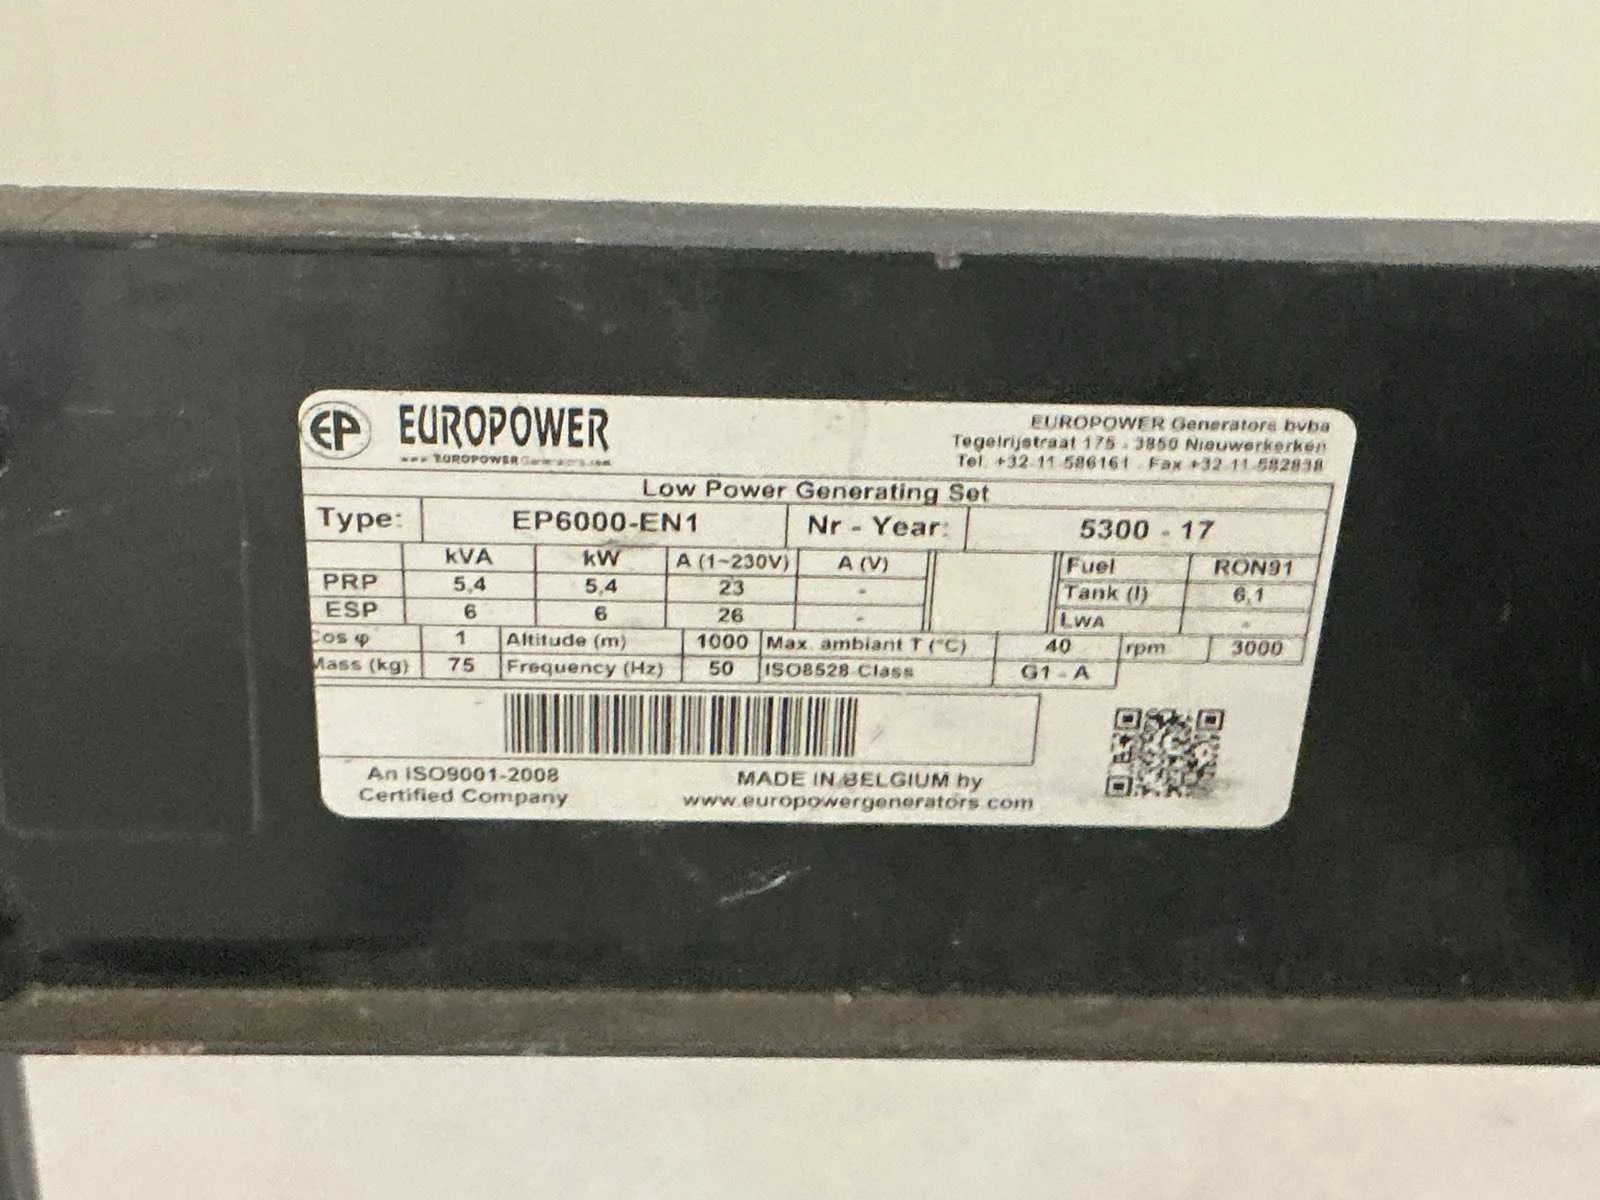 EP EUROPOWER
EUROPOWER Generators bvba
Tegelrijstraat 175 - 3850 Nieuwerkerken
Tel. +32 11 586161 Fax +32 11 582838
www.EUROPOWERGenerators.com
Low Power Generating Set
Type: EP6000-EN1 Nr - Year: 5300 - 17
kVA kW A (1~230V) A (V) Fuel RON91
PRP 5,4 5,4 23 - Tank (l) 6,1
ESP 6 6 26 - LWA -
Cos φ 1 Altitude (m) 1000 Max. ambiant T (°C) 40 rpm 3000
Mass (kg) 75 Frequency (Hz) 50 ISO8528 Class G1 - A
An ISO9001-2008
Certified Company
MADE IN BELGIUM by
www.europowergenerators.com